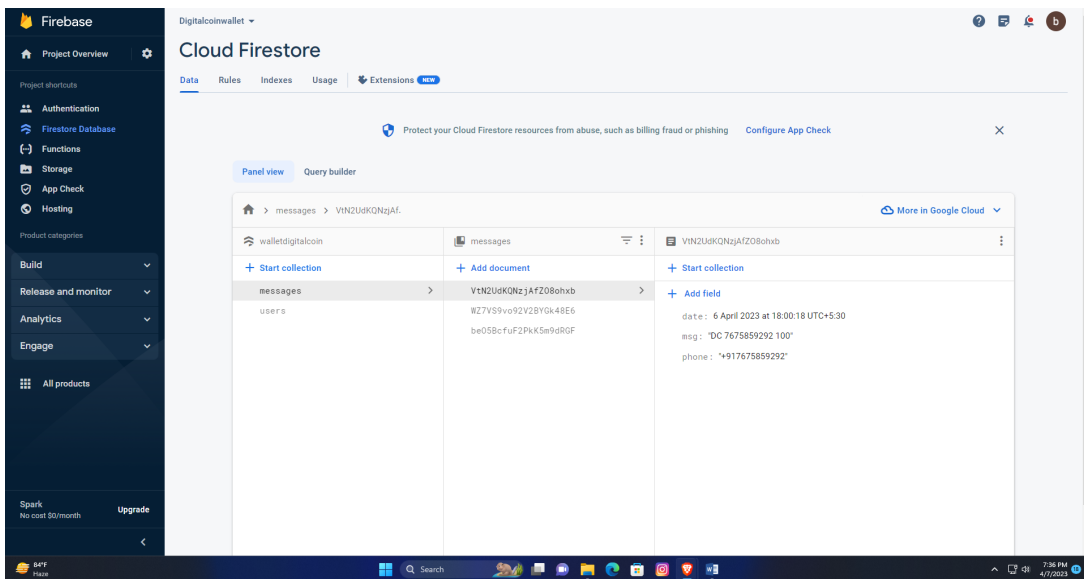 Firebase
Project Overview
Project shortcuts
Authentication
Firestore Database
Functions
Storage
App Check
Hosting
Product categories
Build
Release and monitor
Analytics
Engage
All products
Spark
No cost $0/month
Upgrade
Digitalcoinwallet
b
Cloud Firestore
Data Rules Indexes Usage Extensions NEW
Protect your Cloud Firestore resources from abuse, such as billing fraud or phishing Configure App Check
Panel view Query builder
messages > VtN2UdKQNzjAf.
More in Google Cloud
walletdigitalcoin
Start collection
messages
users
messages
Add document
VtN2UdKQNzjAfZO8ohxb
WZ7VS9vo92V2BYGk48E6
beO5BcfuF2PkK5m9dRGF
VtN2UdKQNzjAfZO8ohxb
Start collection
Add field
date: 6 April 2023 at 18:00:18 UTC+5:30
msg: "DC 7675859292 100"
phone: "+917675859292"
84°F
Haze
Search
7:36 PM
4/7/2023